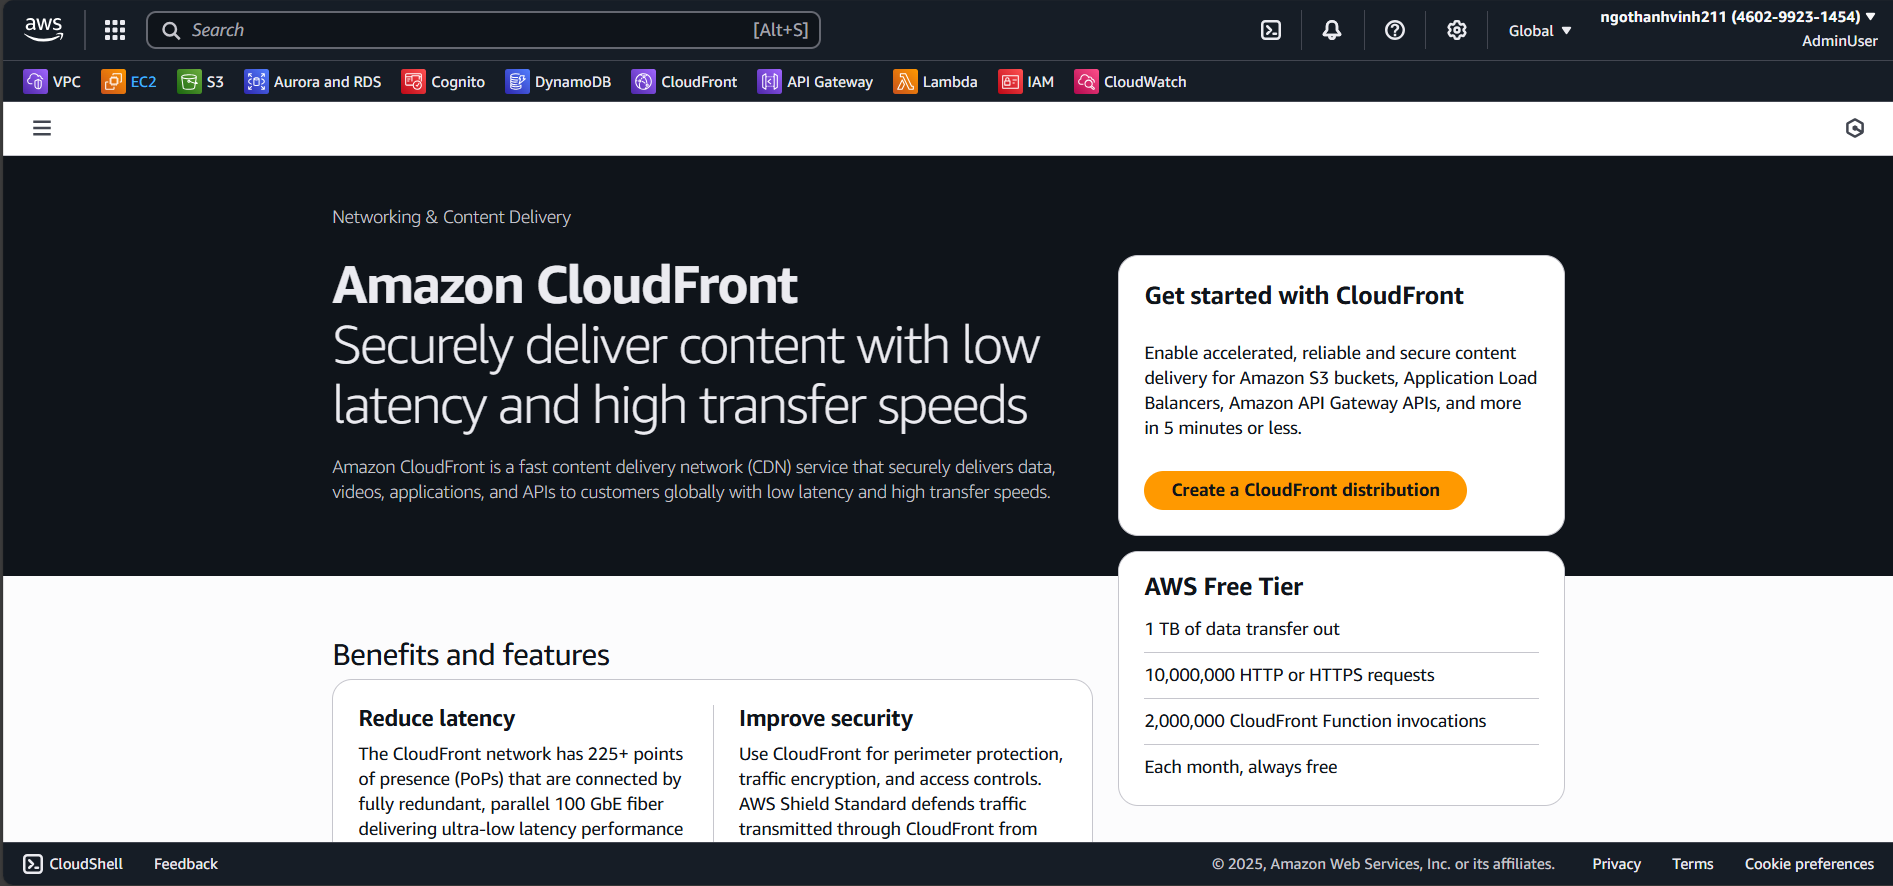 aws
Search [Alt+S]
Global
ngothanhvinh211 (4602-9923-1454)
AdminUser
VPC EC2 S3 Aurora and RDS Cognito DynamoDB CloudFront API Gateway Lambda IAM CloudWatch
Networking & Content Delivery
Amazon CloudFront
Securely deliver content with low
latency and high transfer speeds
Amazon CloudFront is a fast content delivery network (CDN) service that securely delivers data,
videos, applications, and APIs to customers globally with low latency and high transfer speeds.
Get started with CloudFront
Enable accelerated, reliable and secure content
delivery for Amazon S3 buckets, Application Load
Balancers, Amazon API Gateway APIs, and more
in 5 minutes or less.
Create a CloudFront distribution
AWS Free Tier
1 TB of data transfer out
10,000,000 HTTP or HTTPS requests
2,000,000 CloudFront Function invocations
Each month, always free
Benefits and features
Reduce latency
The CloudFront network has 225+ points
of presence (PoPs) that are connected by
fully redundant, parallel 100 GbE fiber
delivering ultra-low latency performance
Improve security
Use CloudFront for perimeter protection,
traffic encryption, and access controls.
AWS Shield Standard defends traffic
transmitted through CloudFront from
CloudShell Feedback
© 2025, Amazon Web Services, Inc. or its affiliates. Privacy Terms Cookie preferences